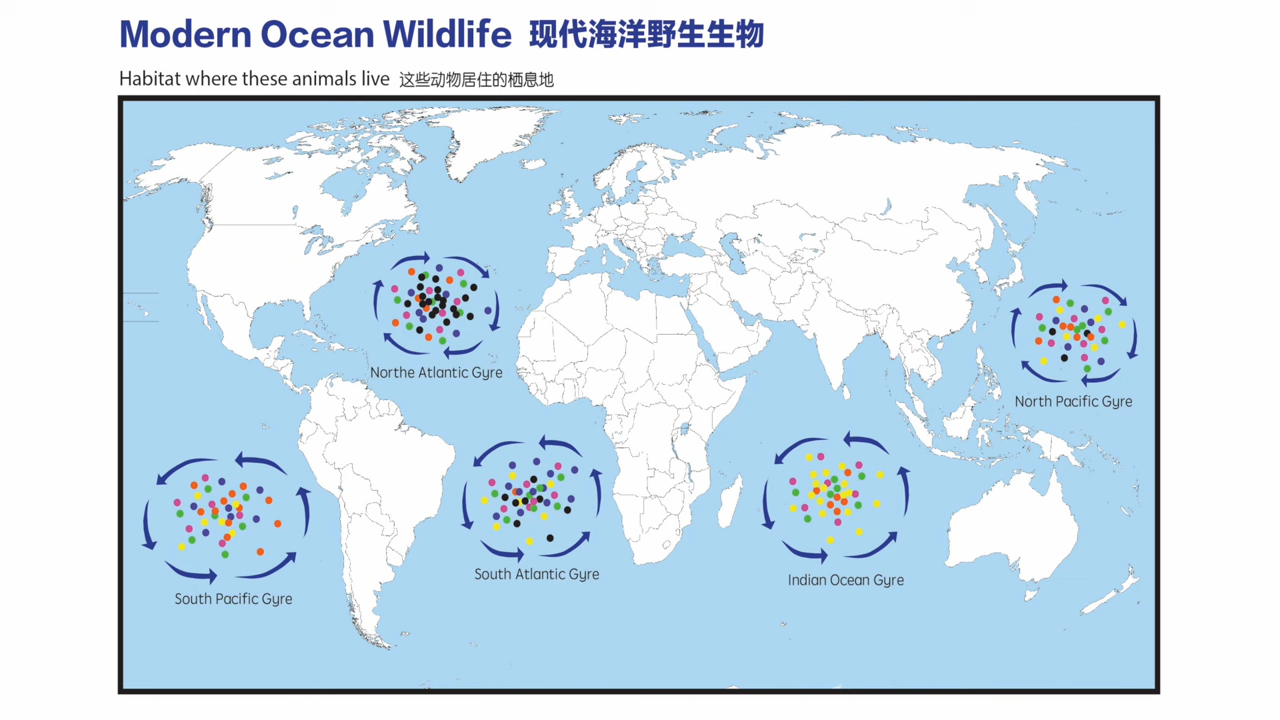 Modern Ocean Wildlife 现代海洋野生生物
Habitat where these animals live 这些动物居住的栖息地
Northe Atlantic Gyre
North Pacific Gyre
South Atlantic Gyre
Indian Ocean Gyre
South Pacific Gyre